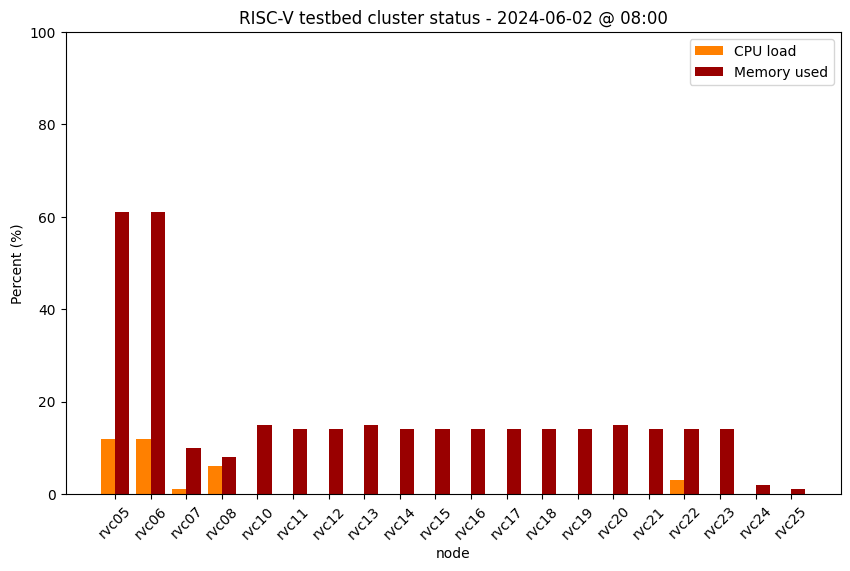 RISC-V testbed cluster status - 2024-06-02 @ 08:00
CPU load
Memory used
Percent (%)
100
80
60
40
20
0
rvc05 rvc06 rvc07 rvc08 rvc10 rvc11 rvc12 rvc13 rvc14 rvc15 rvc16 rvc17 rvc18 rvc19 rvc20 rvc21 rvc22 rvc23 rvc24 rvc25
node